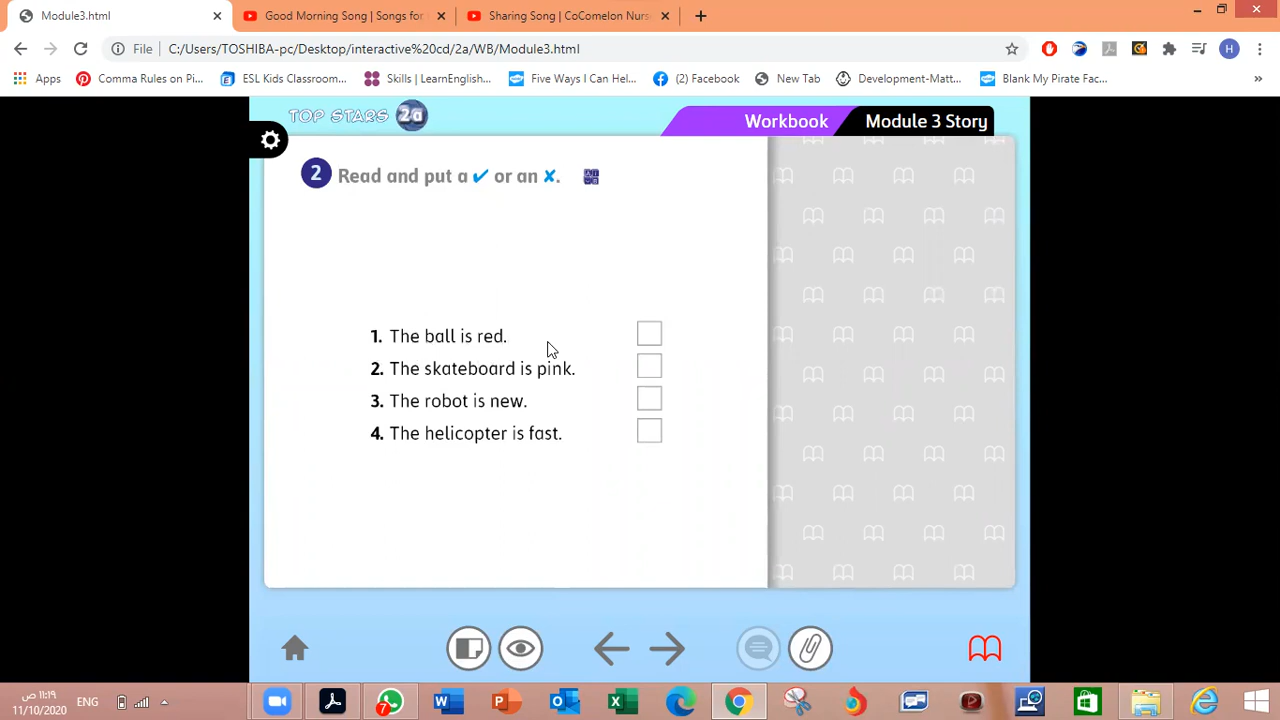 Module3.html
Good Morning Song | Songs for
Sharing Song | CoComelon Nurs
File
C:/Users/TOSHIBA-pc/Desktop/interactive%20cd/2a/WB/Module3.html
H
Apps
Comma Rules on Pi...
ESL Kids Classroom...
Skills | LearnEnglish...
Five Ways I Can Hel...
(2) Facebook
New Tab
Development-Matt...
Blank My Pirate Fac...
»
TOP STARS 2a
Workbook
Module 3 Story
2 Read and put a ✔ or an ✘.
1. The ball is red.
2. The skateboard is pink.
3. The robot is new.
4. The helicopter is fast.
١١:١٩ ص
11/10/2020
ENG
7